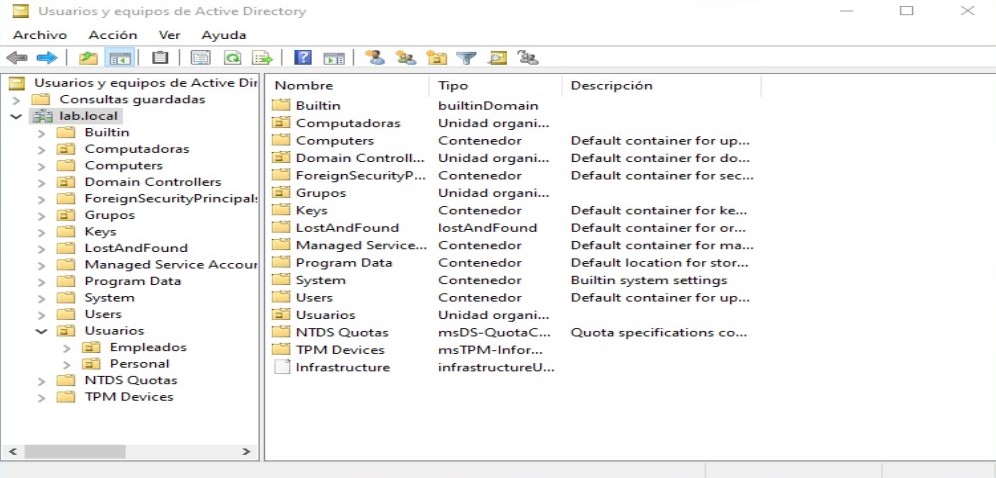 Usuarios y equipos de Active Directory
Archivo Acción Ver Ayuda
Usuarios y equipos de Active Dir
Consultas guardadas
lab.local
Builtin
Computadoras
Computers
Domain Controllers
ForeignSecurityPrincipals
Grupos
Keys
LostAndFound
Managed Service Accour
Program Data
System
Users
Usuarios
Empleados
Personal
NTDS Quotas
TPM Devices
Nombre Tipo Descripción
Builtin builtinDomain
Computadoras Unidad organi...
Computers Contenedor Default container for up...
Domain Controll... Unidad organi... Default container for do...
ForeignSecurityP... Contenedor Default container for sec...
Grupos Unidad organi...
Keys Contenedor Default container for ke...
LostAndFound lostAndFound Default container for or...
Managed Service... Contenedor Default container for ma...
Program Data Contenedor Default location for stor...
System Contenedor Builtin system settings
Users Contenedor Default container for up...
Usuarios Unidad organi...
NTDS Quotas msDS-QuotaC... Quota specifications co...
TPM Devices msTPM-Infor...
Infrastructure infrastructureU...